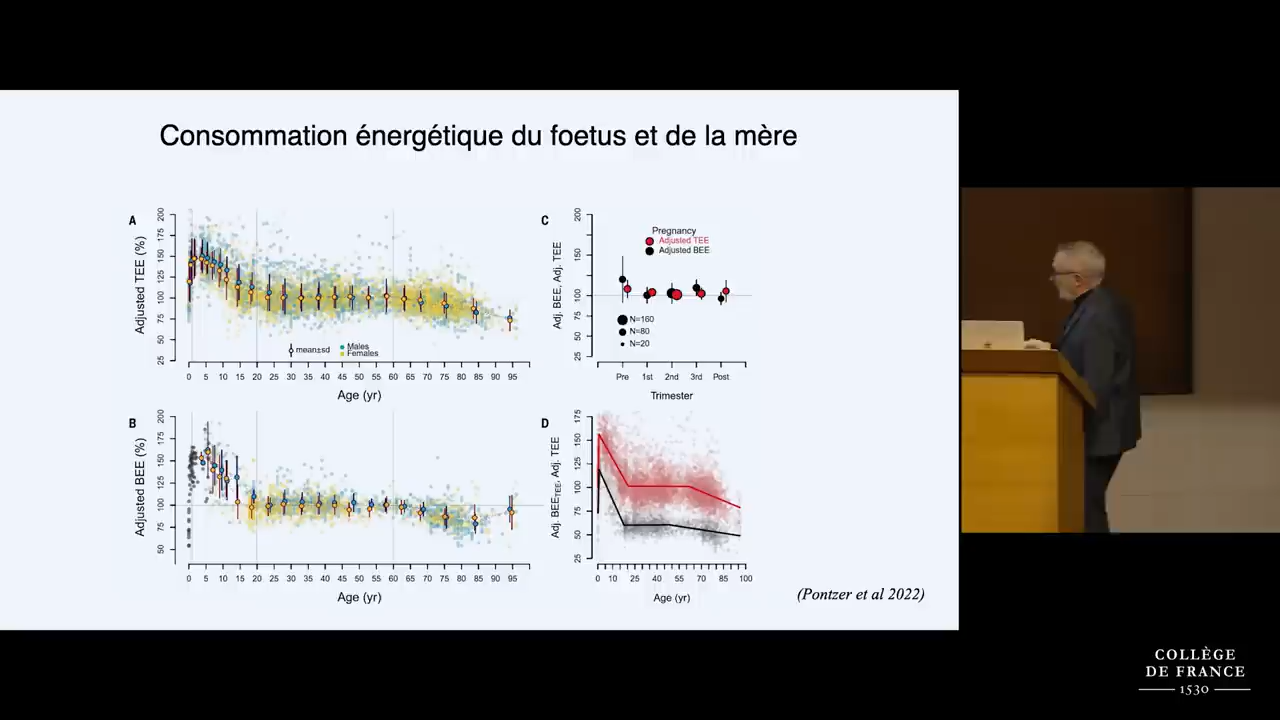 Consommation énergétique du foetus et de la mère
A
Adjusted TEE (%)
200
175
150
125
100
75
50
25
mean±sd
Males
Females
0 5 10 15 20 25 30 35 40 45 50 55 60 65 70 75 80 85 90 95
Age (yr)
B
Adjusted BEE (%)
200
175
150
125
100
75
50
0 5 10 15 20 25 30 35 40 45 50 55 60 65 70 75 80 85 90 95
Age (yr)
C
Adj. BEE, Adj. TEE
200
150
100
75
50
25
Pregnancy
Adjusted TEE
Adjusted BEE
N=160
N=80
N=20
Pre 1st 2nd 3rd Post
Trimester
D
Adj. BEETEE, Adj. TEE
175
150
125
100
75
50
25
0 10 25 40 55 70 85 100
Age (yr)
(Pontzer et al 2022)
COLLÈGE
DE FRANCE
1530